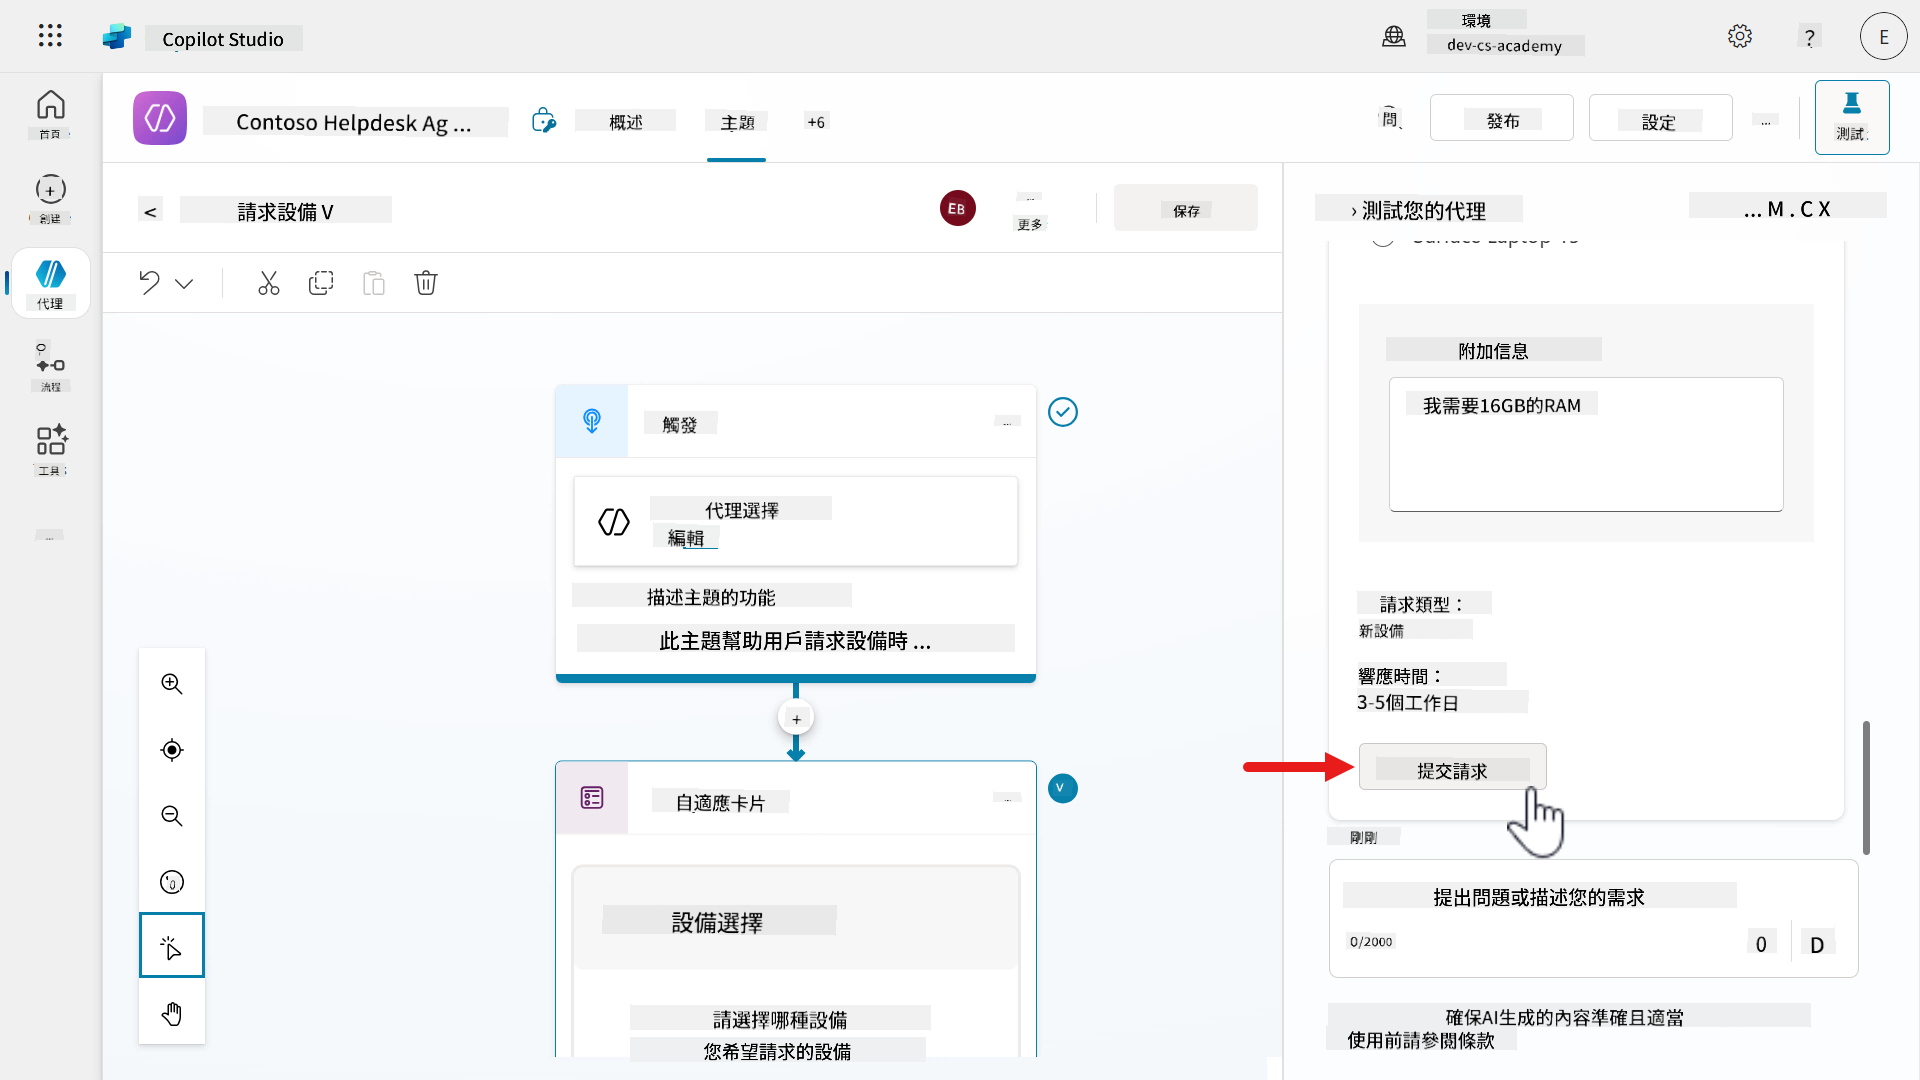 Copilot Studio
環境
dev-cs-academy
?
E
首頁
創建
代理
流程
工具
Contoso Helpdesk Ag ...
概述
主題
+6
問
發布
設定
...
測試
<
請求設備 V
EB
...
更多
保存
觸發
...
代理選擇
編輯
描述主題的功能
此主題幫助用戶請求設備時 ...
+
自適應卡片
...
V
設備選擇
請選擇哪種設備
您希望請求的設備
› 測試您的代理
... M . C X
附加信息
我需要16GB的RAM
請求類型：
新設備
響應時間：
3-5個工作日
提交請求
剛剛
提出問題或描述您的需求
0/2000
0
D
確保AI生成的內容準確且適當
使用前請參閱條款